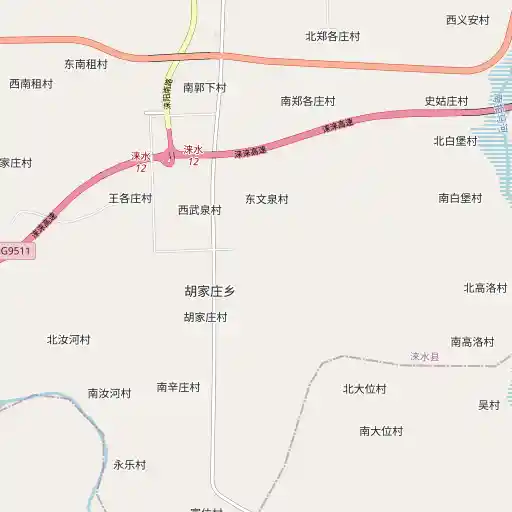 西义安村
北郑各庄村
东南租村
西南租村
南郭下村
南郑各庄村
史姑庄村
涞涞高速
北白堡村
涞水
12
涞水
12
涞涞高速
家庄村
王各庄村
东文泉村
南白堡村
西武泉村
涞涞高速
G9511
胡家庄乡
北高洛村
胡家庄村
北汝河村
南高洛村
涞水县
南辛庄村
北大位村
南汝河村
吴村
南大位村
永乐村